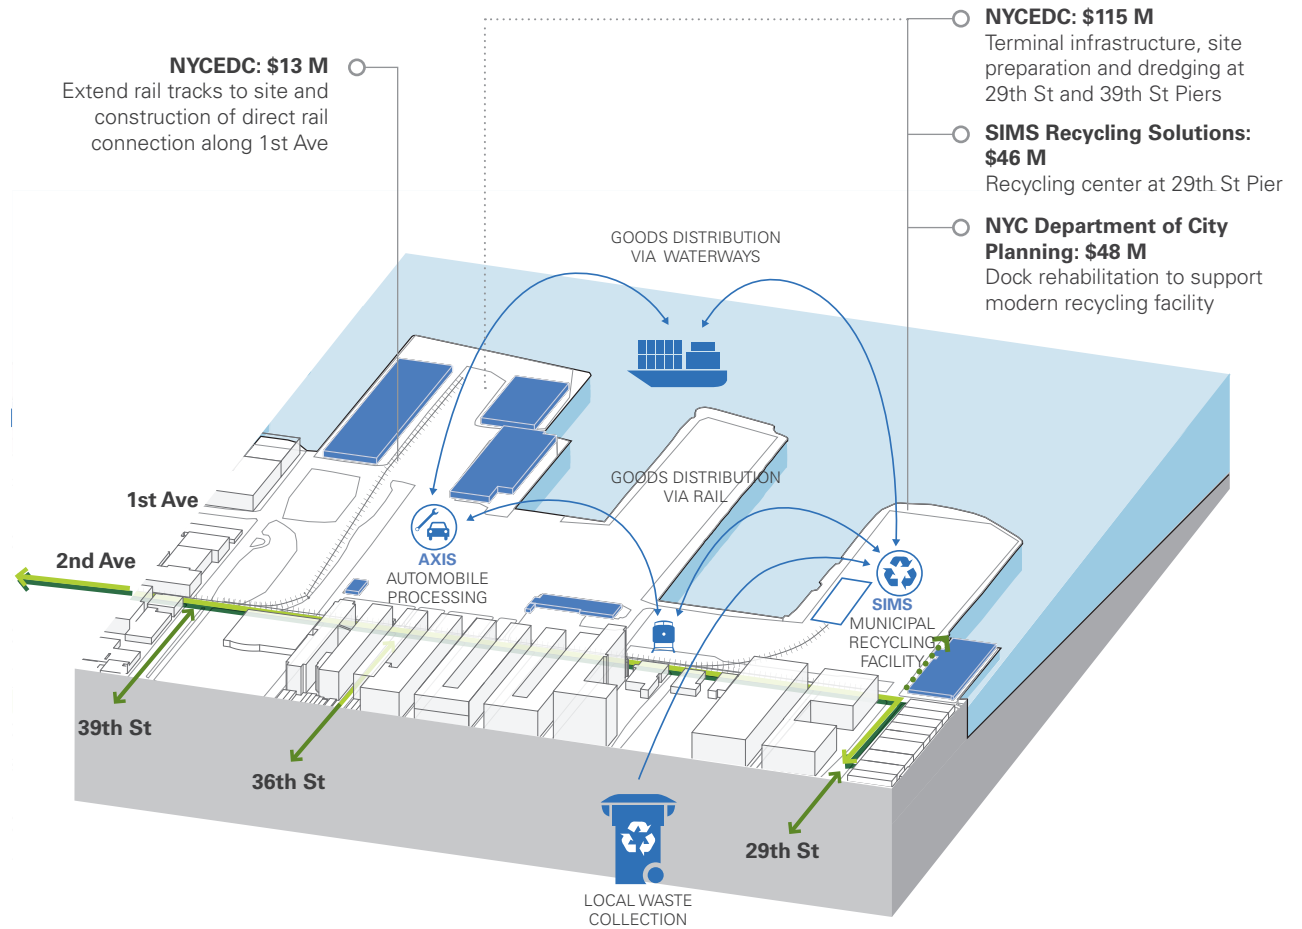 NYCEDC: $13 M
Extend rail tracks to site and
construction of direct rail
connection along 1st Ave
NYCEDC: $115 M
Terminal infrastructure, site
preparation and dredging at
29th St and 39th St Piers
SIMS Recycling Solutions:
$46 M
Recycling center at 29th St Pier
NYC Department of City
Planning: $48 M
Dock rehabilitation to support
modern recycling facility
GOODS DISTRIBUTION
VIA WATERWAYS
GOODS DISTRIBUTION
VIA RAIL
1st Ave
2nd Ave
AXIS
AUTOMOBILE
PROCESSING
SIMS
MUNICIPAL
RECYCLING
FACILITY
39th St
36th St
29th St
LOCAL WASTE
COLLECTION